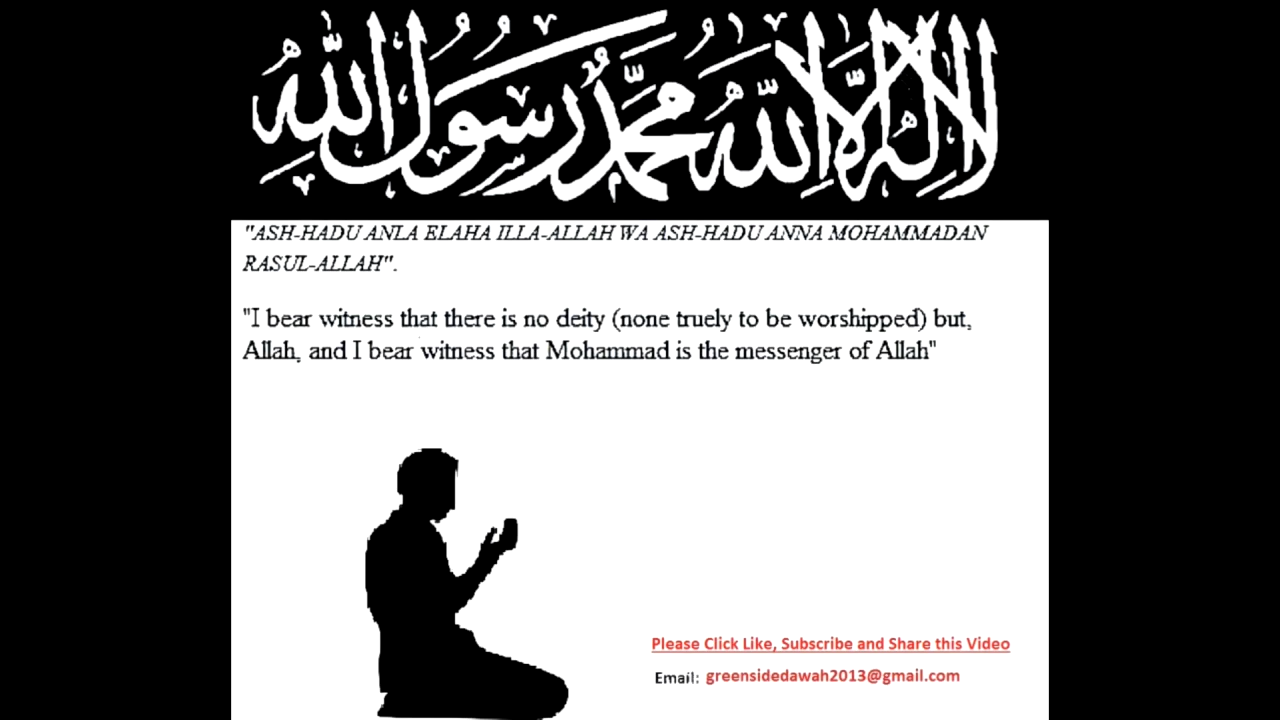 لا إله إلا الله محمد رسول الله
"ASH-HADU ANLA ELAHA ILLA-ALLAH WA ASH-HADU ANNA MOHAMMADAN
RASUL-ALLAH".
"I bear witness that there is no deity (none truely to be worshipped) but,
Allah, and I bear witness that Mohammad is the messenger of Allah"
Please Click Like, Subscribe and Share this Video
Email: greensidedawah2013@gmail.com